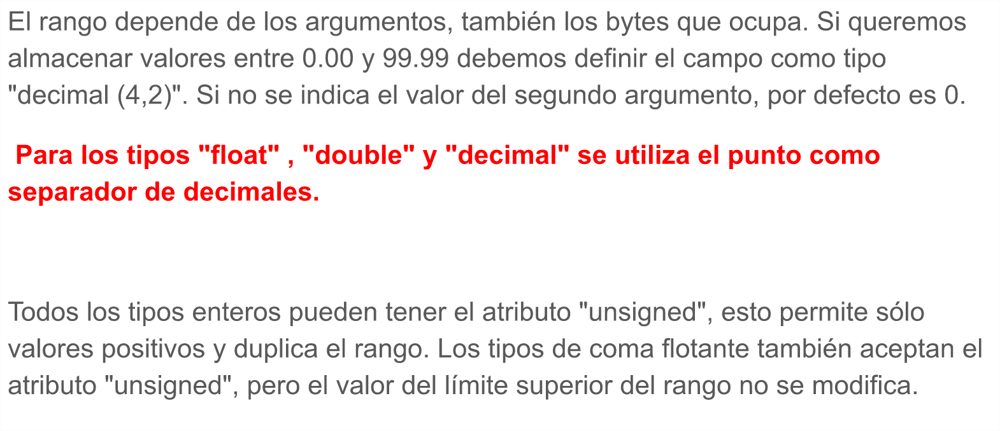 El rango depende de los argumentos, también los bytes que ocupa. Si queremos
almacenar valores entre 0.00 y 99.99 debemos definir el campo como tipo
"decimal (4,2)". Si no se indica el valor del segundo argumento, por defecto es 0.
Para los tipos "float" , "double" y "decimal" se utiliza el punto como
separador de decimales.
Todos los tipos enteros pueden tener el atributo "unsigned", esto permite sólo
valores positivos y duplica el rango. Los tipos de coma flotante también aceptan el
atributo "unsigned", pero el valor del límite superior del rango no se modifica.